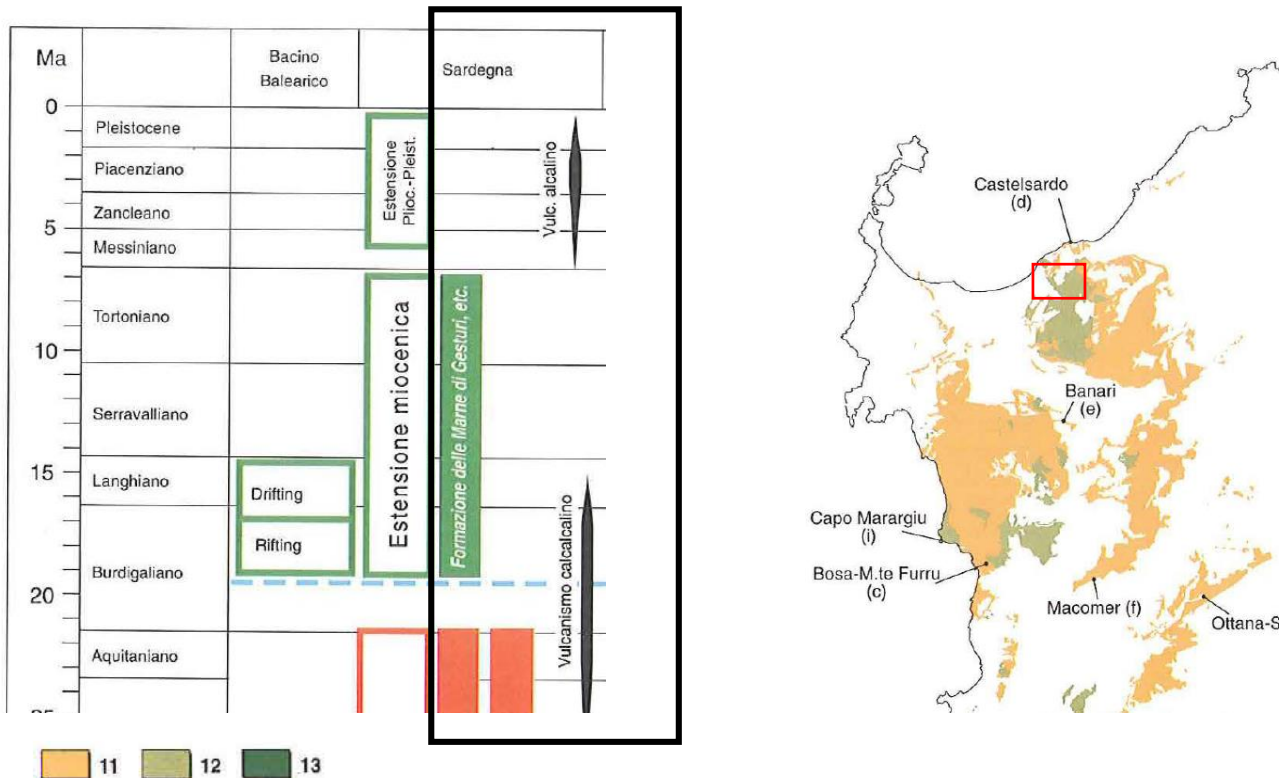 Ma
Bacino
Balearico
Sardegna
0
Pleistocene
Piacenziano
Zancleano
5
Messiniano
Tortoniano
10
Serravalliano
15
Langhiano
Burdigaliano
20
Aquitaniano
Estensione
Plioc.-Pleist.
Vulc. alcalino
Estensione miocenica
Formazione delle Marne di Gesturi, etc.
Drifting
Rifting
Vulcanismo calcalcalino
11
12
13
Castelsardo
(d)
Banari
(e)
Capo Marargiu
(i)
Bosa-M.te Furru
(c)
Macomer (f)
Ottana-S